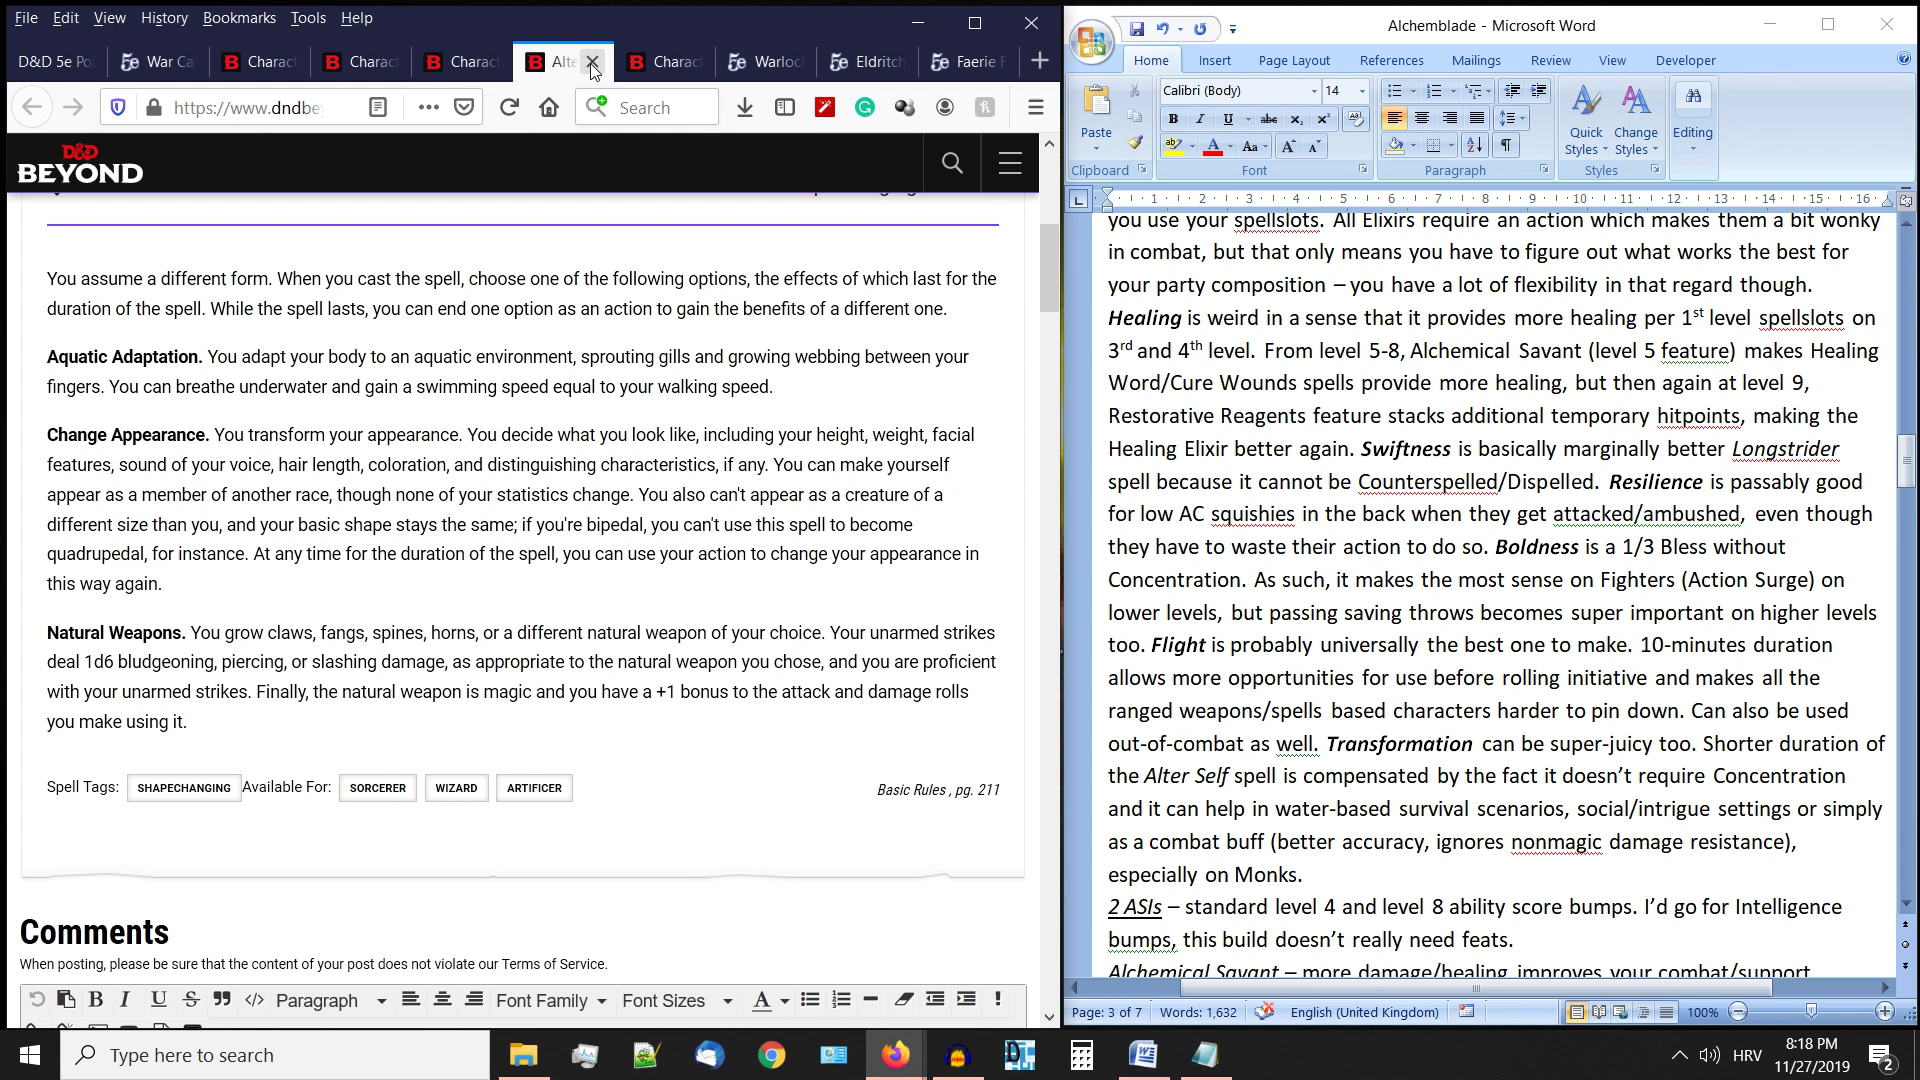 File Edit View History Bookmarks Tools Help
D&D 5e Po
War Ca
Charact
Charact
Charact
Alte
Charact
Warlock
Eldritch
Faerie F
https://www.dndbe
Search
D&D
BEYOND
You assume a different form. When you cast the spell, choose one of the following options, the effects of which last for the
duration of the spell. While the spell lasts, you can end one option as an action to gain the benefits of a different one.
Aquatic Adaptation. You adapt your body to an aquatic environment, sprouting gills and growing webbing between your
fingers. You can breathe underwater and gain a swimming speed equal to your walking speed.
Change Appearance. You transform your appearance. You decide what you look like, including your height, weight, facial
features, sound of your voice, hair length, coloration, and distinguishing characteristics, if any. You can make yourself
appear as a member of another race, though none of your statistics change. You also can't appear as a creature of a
different size than you, and your basic shape stays the same; if you're bipedal, you can't use this spell to become
quadrupedal, for instance. At any time for the duration of the spell, you can use your action to change your appearance in
this way again.
Natural Weapons. You grow claws, fangs, spines, horns, or a different natural weapon of your choice. Your unarmed strikes
deal 1d6 bludgeoning, piercing, or slashing damage, as appropriate to the natural weapon you chose, and you are proficient
with your unarmed strikes. Finally, the natural weapon is magic and you have a +1 bonus to the attack and damage rolls
you make using it.
Spell Tags: SHAPECHANGING Available For: SORCERER WIZARD ARTIFICER
Basic Rules , pg. 211
Comments
When posting, please be sure that the content of your post does not violate our Terms of Service.
B I U S Paragraph Font Family Font Sizes A
Alchemblade - Microsoft Word
Home Insert Page Layout References Mailings Review View Developer
Calibri (Body) 14
Paste
Quick Styles
Change Styles
Editing
Clipboard Font Paragraph Styles
1 2 3 4 5 6 7 8 9 10 11 12 13 14 15 16
you use your spellslots. All Elixirs require an action which makes them a bit wonky
in combat, but that only means you have to figure out what works the best for
your party composition – you have a lot of flexibility in that regard though.
Healing is weird in a sense that it provides more healing per 1st level spellslots on
3rd and 4th level. From level 5-8, Alchemical Savant (level 5 feature) makes Healing
Word/Cure Wounds spells provide more healing, but then again at level 9,
Restorative Reagents feature stacks additional temporary hitpoints, making the
Healing Elixir better again. Swiftness is basically marginally better Longstrider
spell because it cannot be Counterspelled/Dispelled. Resilience is passably good
for low AC squishies in the back when they get attacked/ambushed, even though
they have to waste their action to do so. Boldness is a 1/3 Bless without
Concentration. As such, it makes the most sense on Fighters (Action Surge) on
lower levels, but passing saving throws becomes super important on higher levels
too. Flight is probably universally the best one to make. 10-minutes duration
allows more opportunities for use before rolling initiative and makes all the
ranged weapons/spells based characters harder to pin down. Can also be used
out-of-combat as well. Transformation can be super-juicy too. Shorter duration of
the Alter Self spell is compensated by the fact it doesn't require Concentration
and it can help in water-based survival scenarios, social/intrigue settings or simply
as a combat buff (better accuracy, ignores nonmagic damage resistance),
especially on Monks.
2 ASIs – standard level 4 and level 8 ability score bumps. I'd go for Intelligence
bumps, this build doesn't really need feats.
Alchemical Savant – more damage/healing improves your combat/support
Page: 3 of 7 Words: 1,632 English (United Kingdom) 100%
Type here to search
HRV
8:18 PM
11/27/2019
2